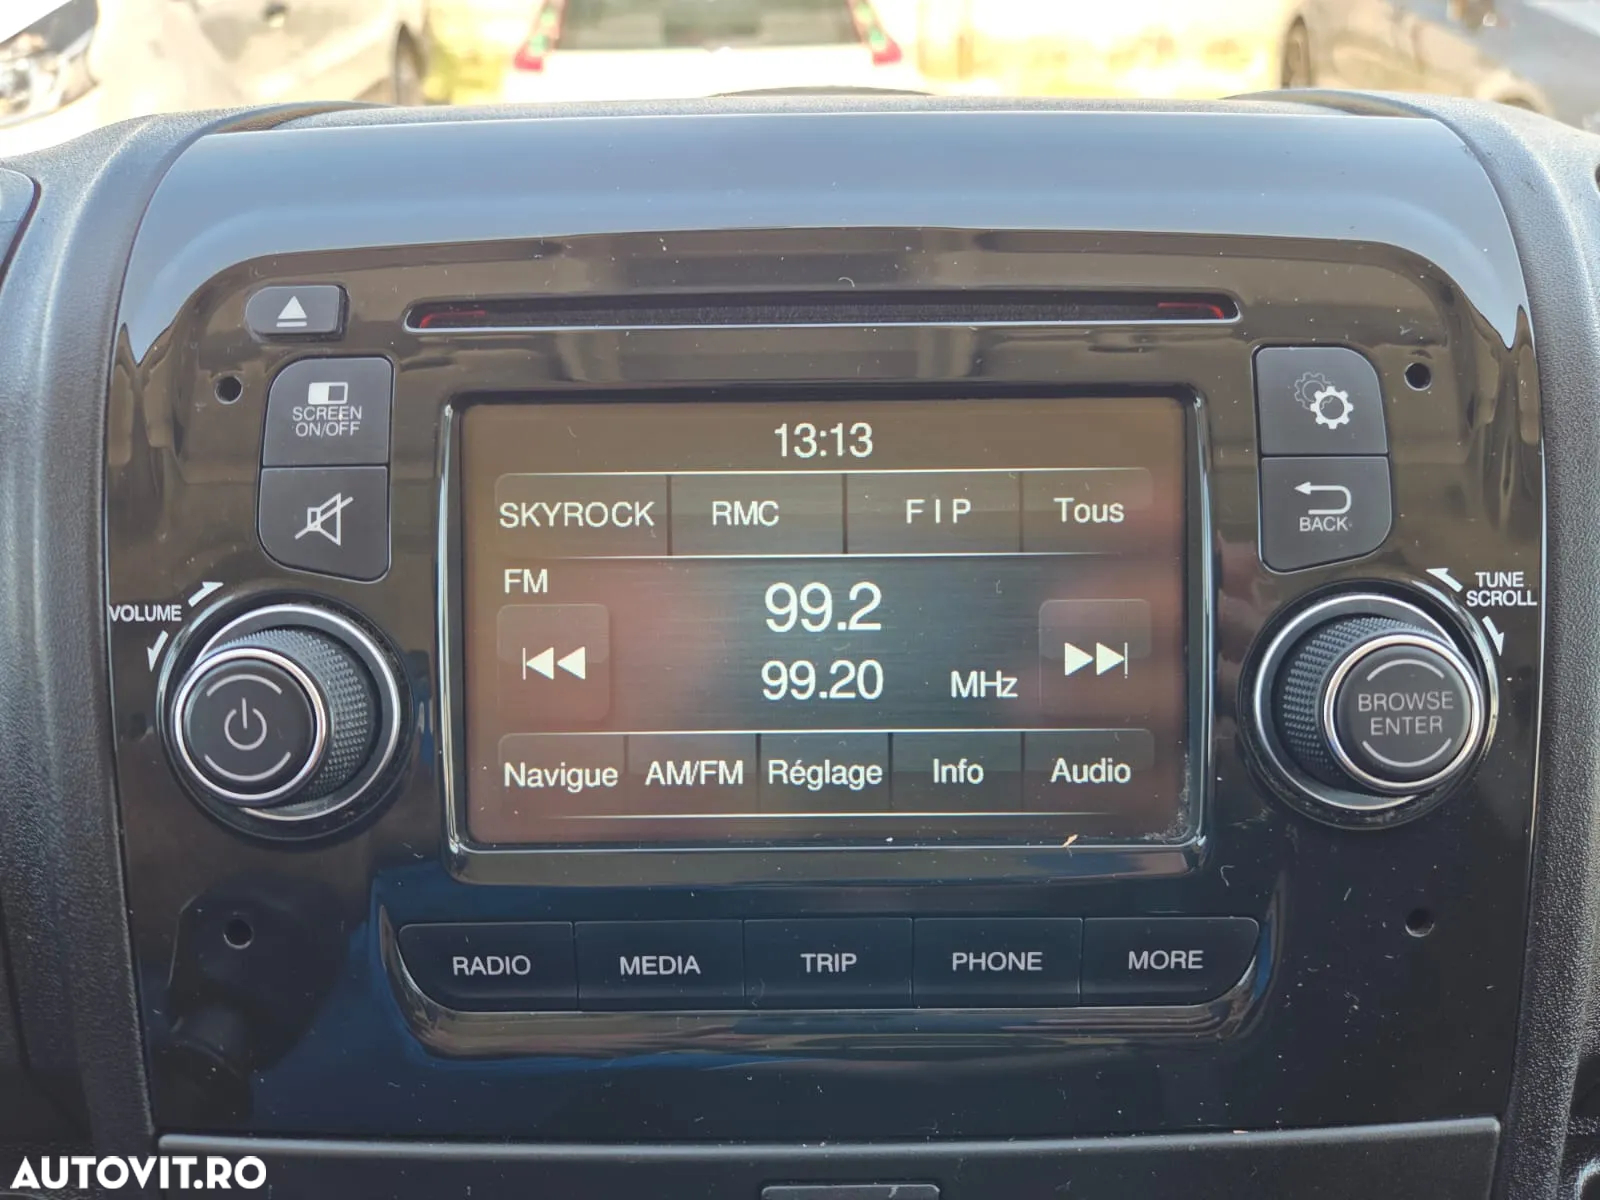 SCREEN
ON/OFF
VOLUME
13:13
SKYROCK RMC F I P Tous
FM
99.2
99.20 MHz
Navigue AM/FM Réglage Info Audio
BACK
TUNE
SCROLL
BROWSE
ENTER
RADIO MEDIA TRIP PHONE MORE
AUTOVIT.RO